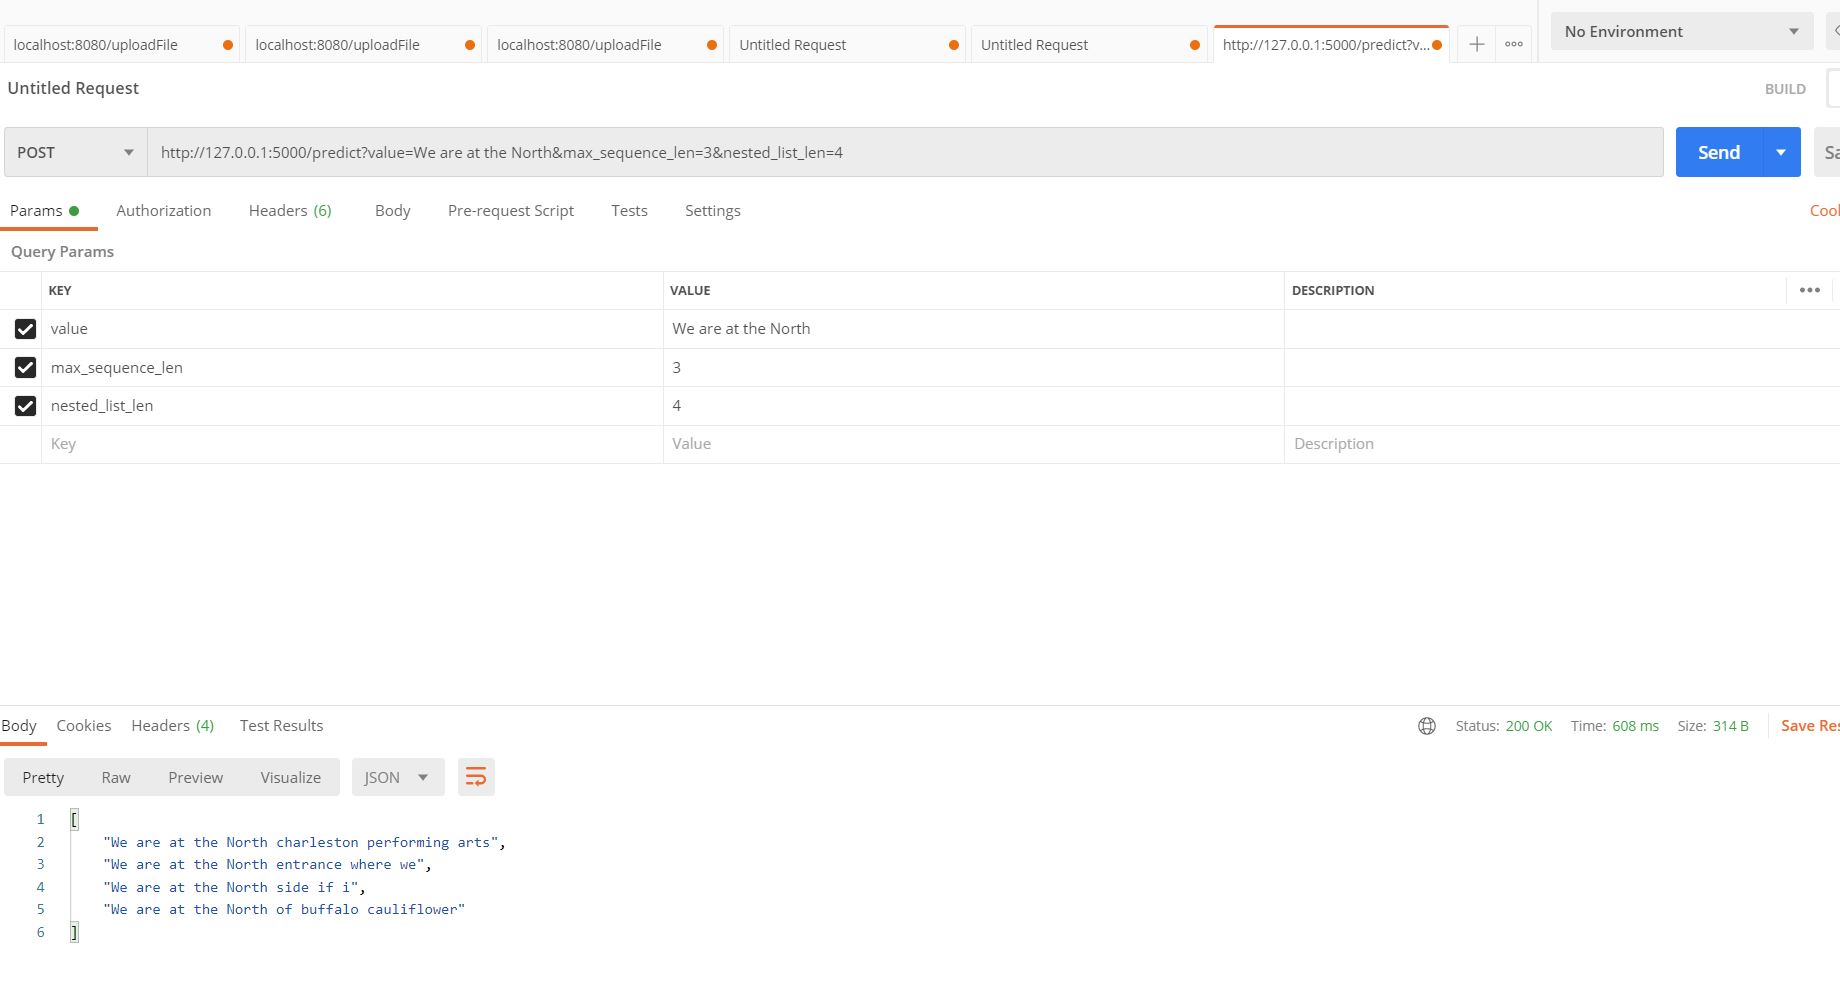 localhost:8080/uploadFile localhost:8080/uploadFile localhost:8080/uploadFile Untitled Request Untitled Request http://127.0.0.1:5000/predict?v... No Environment
Untitled Request BUILD
POST http://127.0.0.1:5000/predict?value=We are at the North&max_sequence_len=3&nested_list_len=4 Send Sa
Params Authorization Headers (6) Body Pre-request Script Tests Settings Cool
Query Params
KEY VALUE DESCRIPTION
value We are at the North
max_sequence_len 3
nested_list_len 4
Key Value Description
Body Cookies Headers (4) Test Results Status: 200 OK Time: 608 ms Size: 314 B Save Res
Pretty Raw Preview Visualize JSON
1 [
2 "We are at the North charleston performing arts",
3 "We are at the North entrance where we",
4 "We are at the North side if i",
5 "We are at the North of buffalo cauliflower"
6 ]